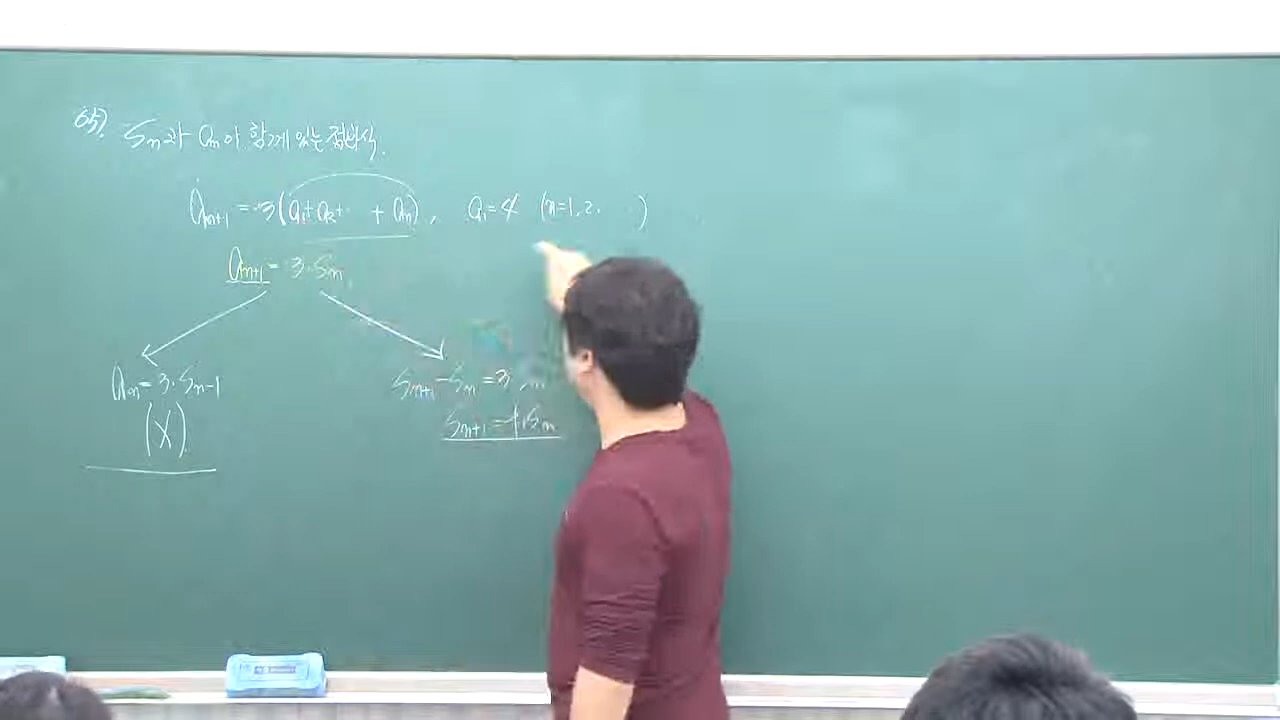 65) Sn과 an이 함께 있는 점화식.
an+1 = 3(a1+a2+· +an), a1=4 (n=1,2. )
an+1 = 3·Sn
an=3·Sn-1
Sn+1-Sn=3
(X)
Sn+1=4·Sn